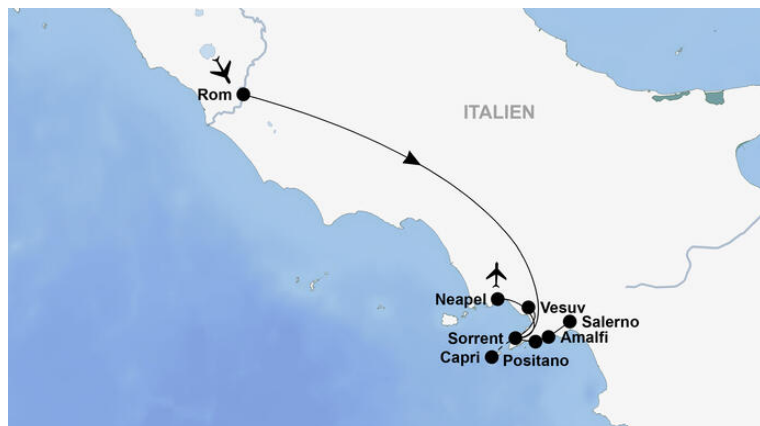 Rom
ITALIEN
Neapel
Vesuv
Salerno
Sorrent
Amalfi
Capri
Positano